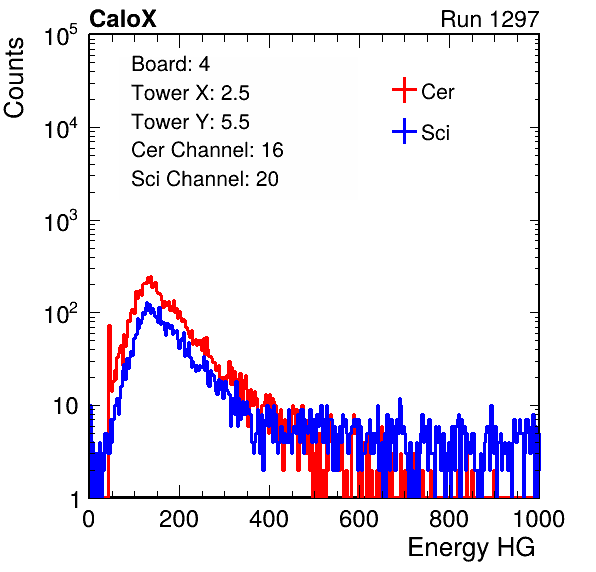 CaloX
Run 1297
Counts
10^5
10^4
10^3
10^2
10
1
Board: 4
Tower X: 2.5
Tower Y: 5.5
Cer Channel: 16
Sci Channel: 20
Cer
Sci
0 200 400 600 800 1000
Energy HG